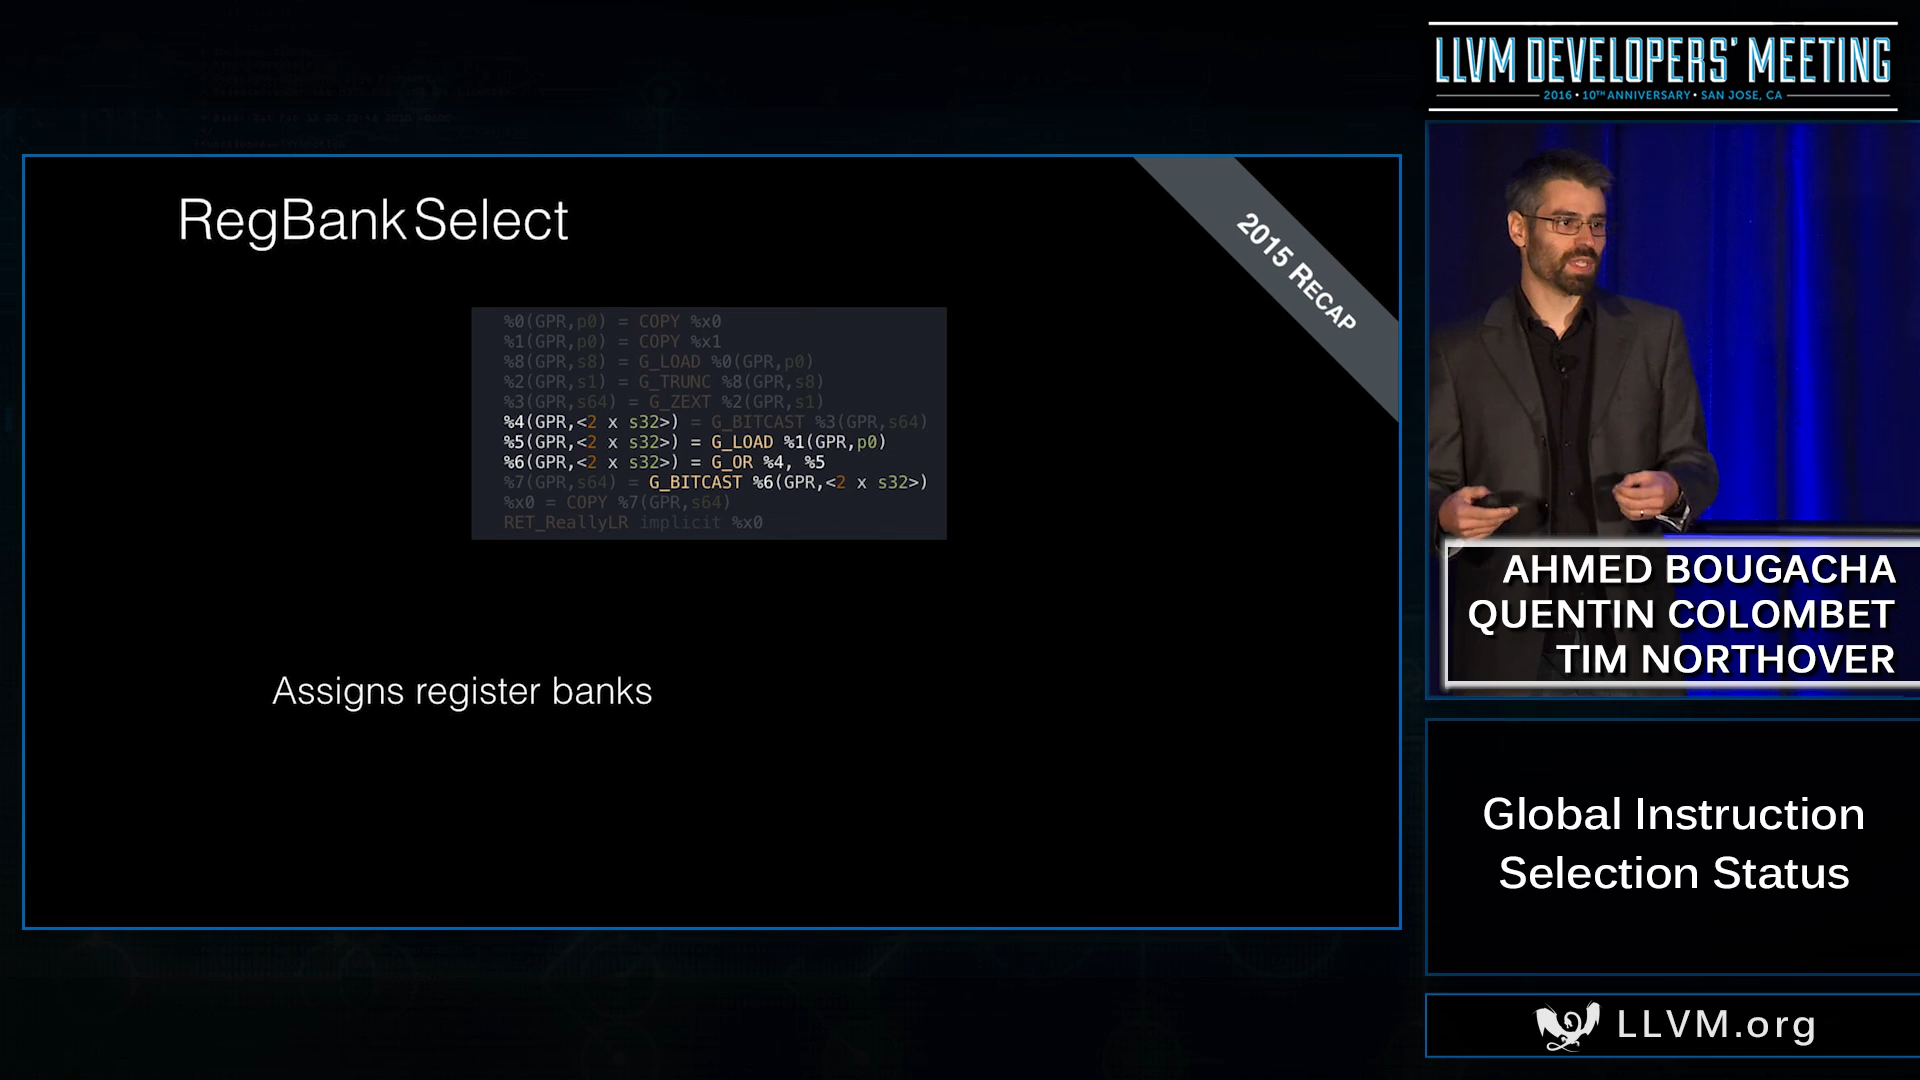 RegBankSelect
2015 RECAP
%0(GPR,p0) = COPY %x0
%1(GPR,p0) = COPY %x1
%8(GPR,s8) = G_LOAD %0(GPR,p0)
%2(GPR,s1) = G_TRUNC %8(GPR,s8)
%3(GPR,s64) = G_ZEXT %2(GPR,s1)
%4(GPR,<2 x s32>) = G_BITCAST %3(GPR,s64)
%5(GPR,<2 x s32>) = G_LOAD %1(GPR,p0)
%6(GPR,<2 x s32>) = G_OR %4, %5
%7(GPR,s64) = G_BITCAST %6(GPR,<2 x s32>)
%x0 = COPY %7(GPR,s64)
RET_ReallyLR implicit %x0
Assigns register banks
LLVM DEVELOPERS' MEETING
2016 • 10TH ANNIVERSARY • SAN JOSE, CA
AHMED BOUGACHA
QUENTIN COLOMBET
TIM NORTHOVER
Global Instruction
Selection Status
LLVM.org